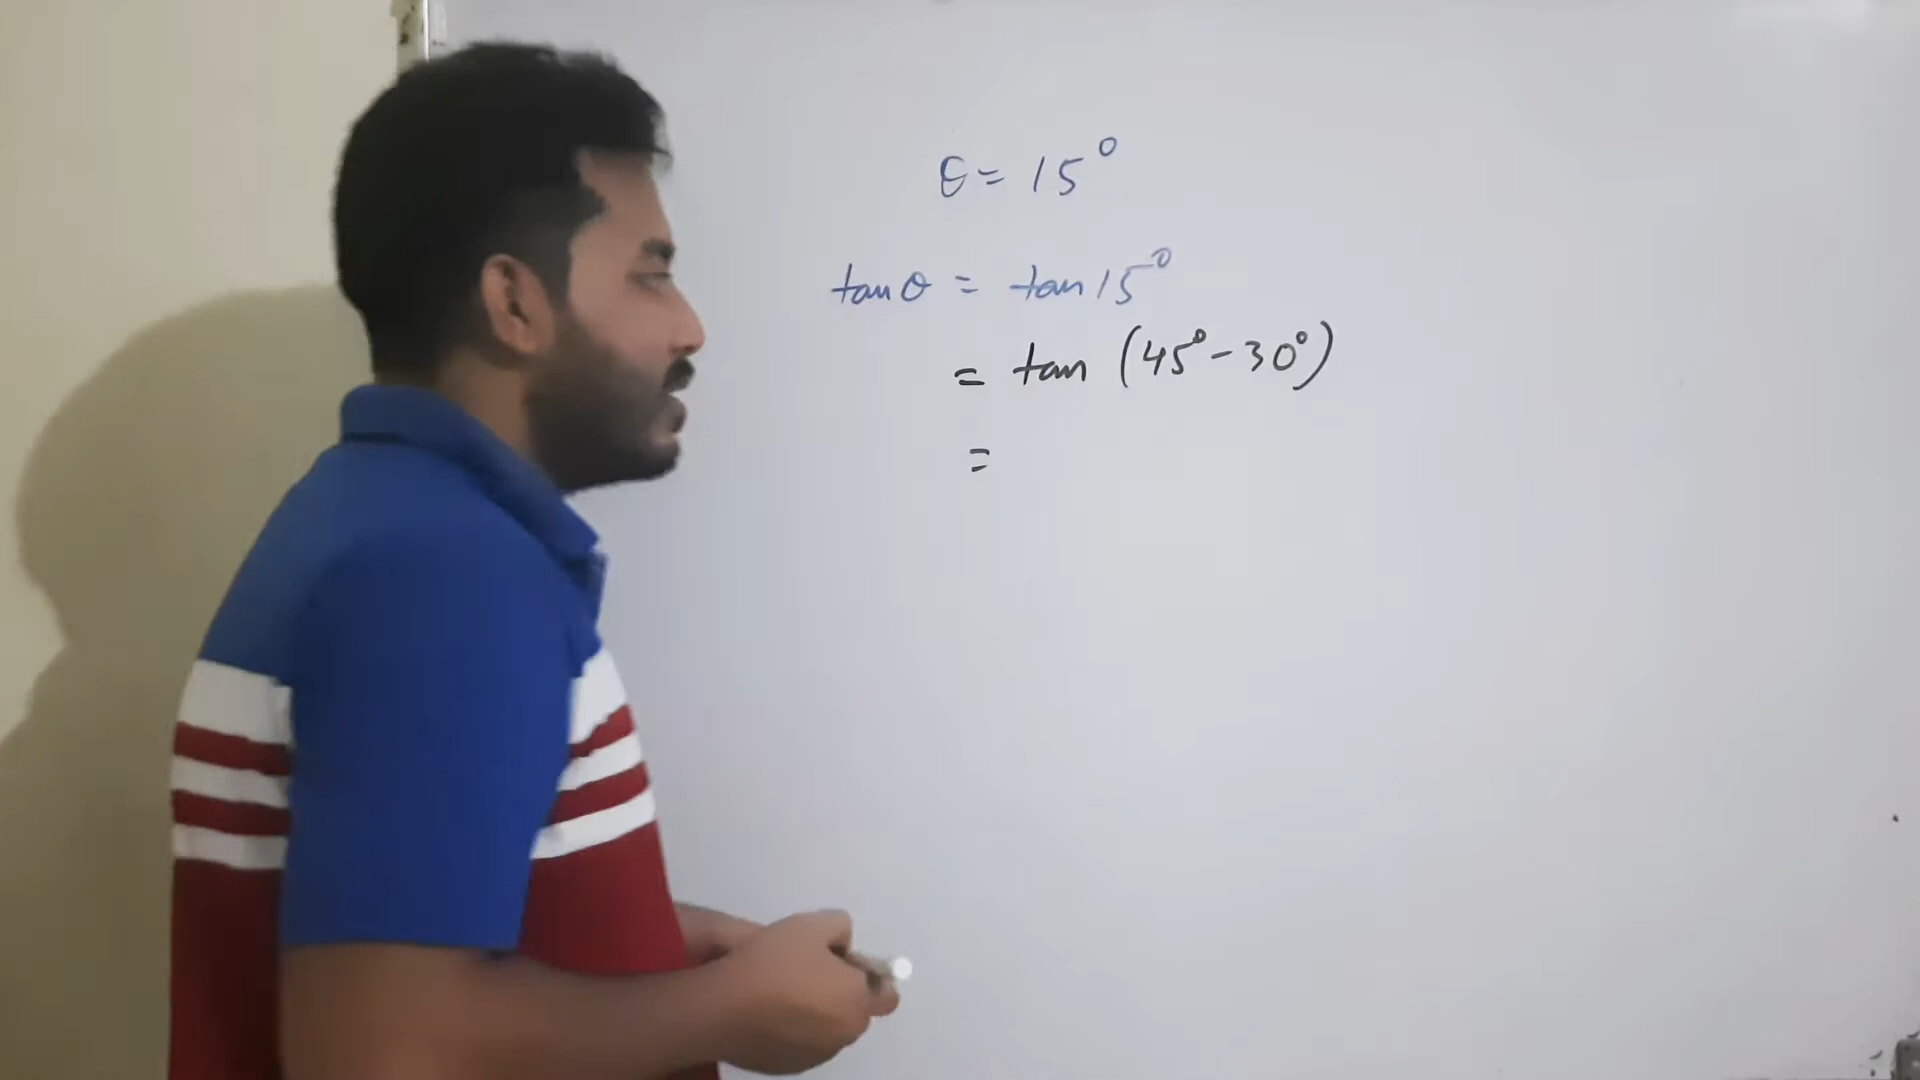 θ = 15°
tan θ = tan 15°
= tan (45° - 30°)
=